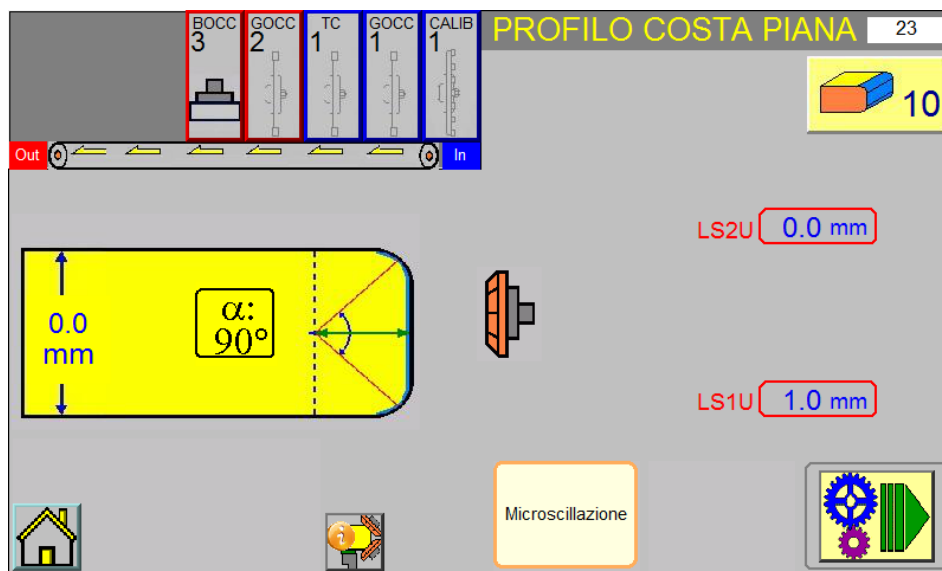 BOCC GOCC TC GOCC CALIB
3 2 1 1 1
PROFILO COSTA PIANA 23
10
Out In
LS2U 0.0 mm
α:
90°
0.0
mm
LS1U 1.0 mm
Microscillazione
i